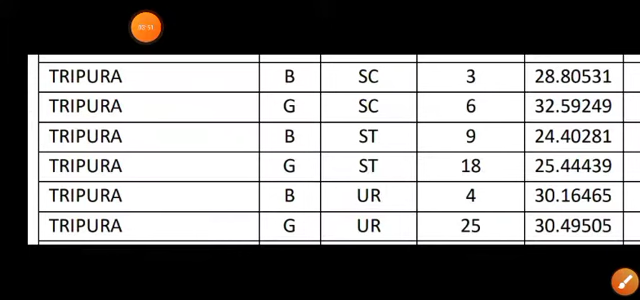 TRIPURA B SC 3 28.80531
TRIPURA G SC 6 32.59249
TRIPURA B ST 9 24.40281
TRIPURA G ST 18 25.44439
TRIPURA B UR 4 30.16465
TRIPURA G UR 25 30.49505